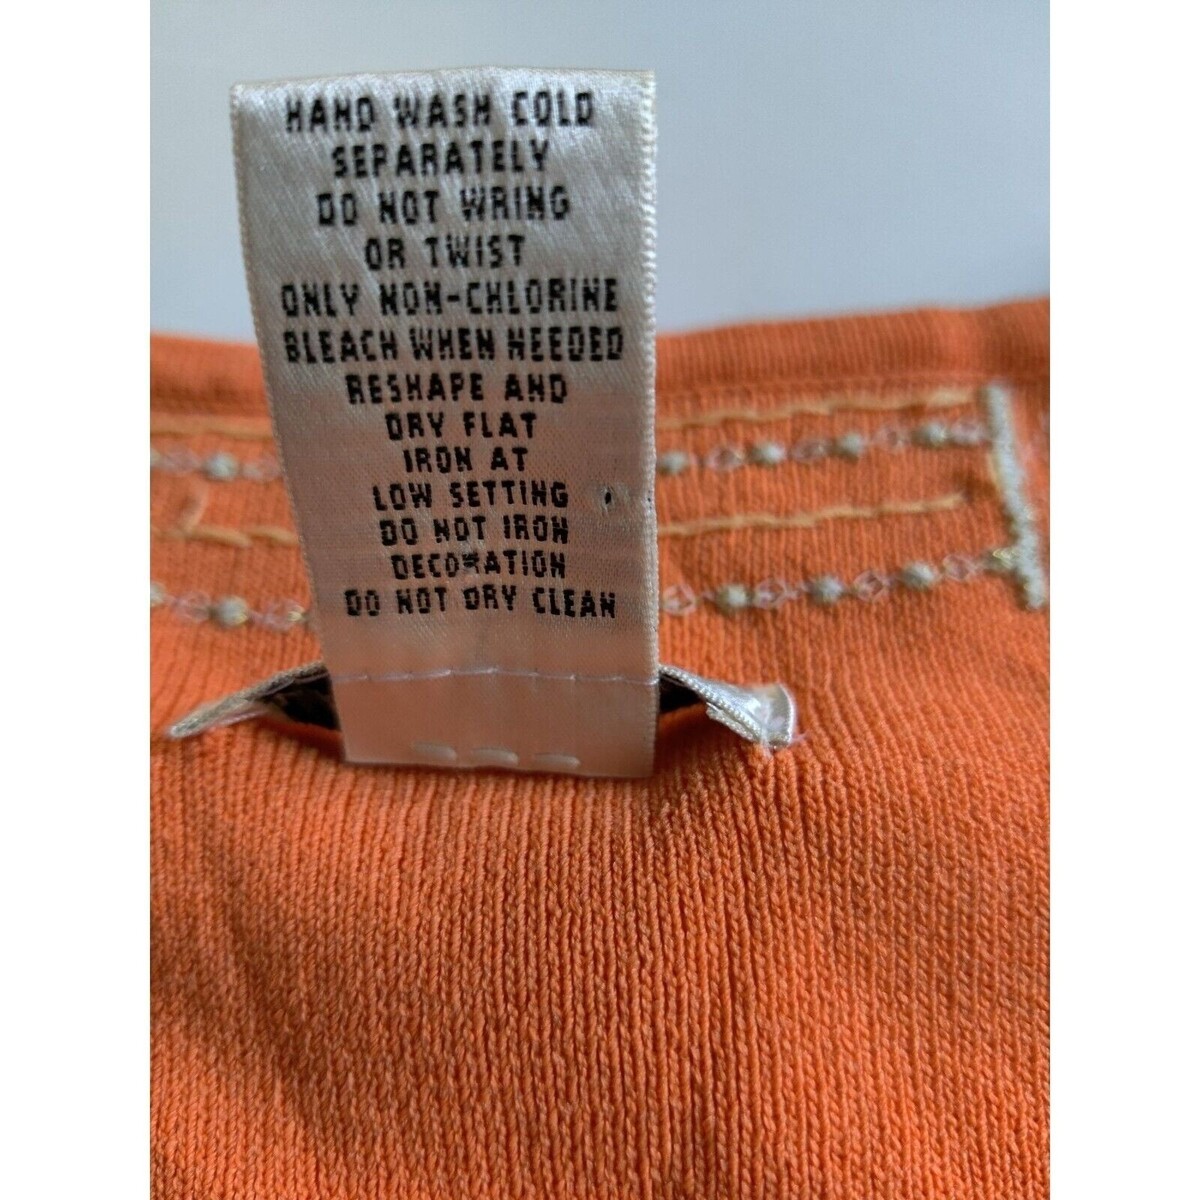 HAND WASH COLD
SEPARATELY
DO NOT WRING
OR TWIST
ONLY NON-CHLORINE
BLEACH WHEN NEEDED
RESHAPE AND
DRY FLAT
IRON AT
LOW SETTING
DO NOT IRON
DECORATION
DO NOT DRY CLEAN